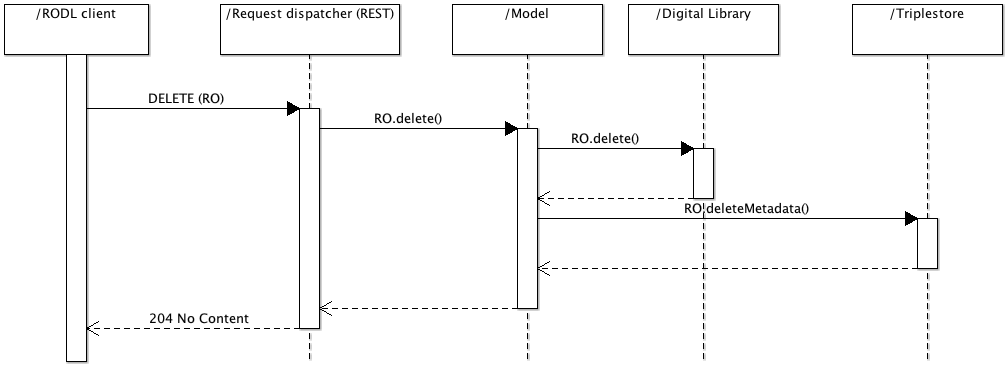 /RODL client
/Request dispatcher (REST)
/Model
/Digital Library
/Triplestore
DELETE (RO)
RO.delete()
RO.delete()
RO.deleteMetadata()
204 No Content